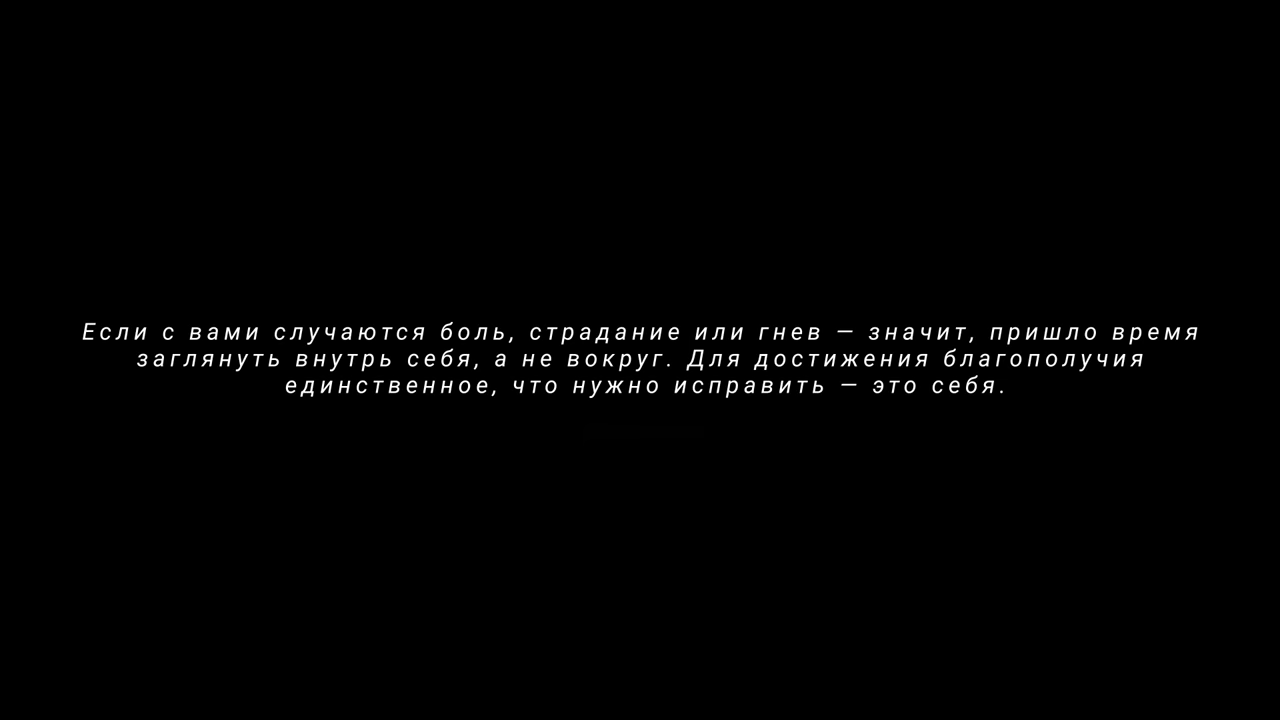 Если с вами случаются боль, страдание или гнев — значит, пришло время
заглянуть внутрь себя, а не вокруг. Для достижения благополучия
единственное, что нужно исправить — это себя.